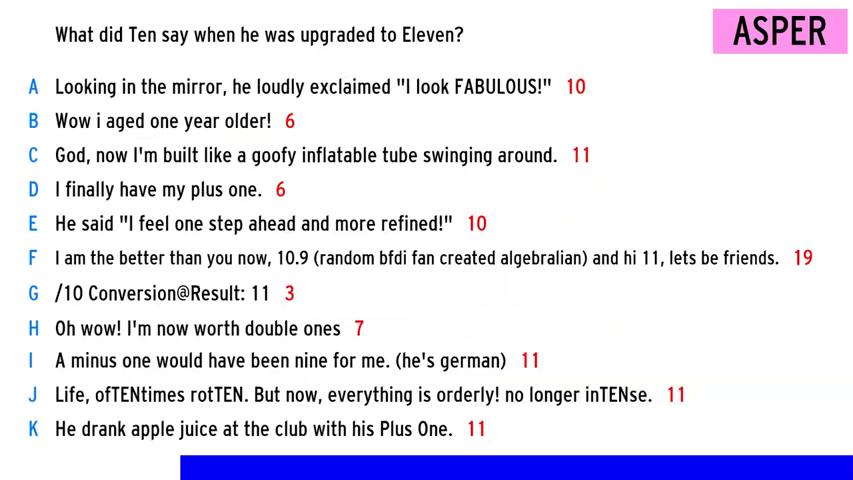 What did Ten say when he was upgraded to Eleven?
ASPER
A Looking in the mirror, he loudly exclaimed "I look FABULOUS!" 10
B Wow i aged one year older! 6
C God, now I'm built like a goofy inflatable tube swinging around. 11
D I finally have my plus one. 6
E He said "I feel one step ahead and more refined!" 10
F I am the better than you now, 10.9 (random bfdi fan created algebralian) and hi 11, lets be friends. 19
G /10 Conversion@Result: 11 3
H Oh wow! I'm now worth double ones 7
I A minus one would have been nine for me. (he's german) 11
J Life, ofTENtimes rotTEN. But now, everything is orderly! no longer inTENse. 11
K He drank apple juice at the club with his Plus One. 11